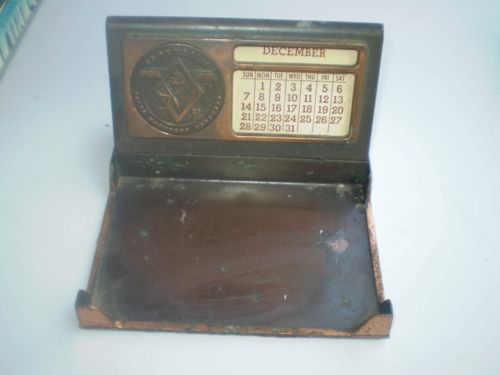 DECEMBER
SUN MON TUE WED THU FRI SAT
1 2 3 4 5 6
7 8 9 10 11 12 13
14 15 16 17 18 19 20
21 22 23 24 25 26 27
28 29 30 31